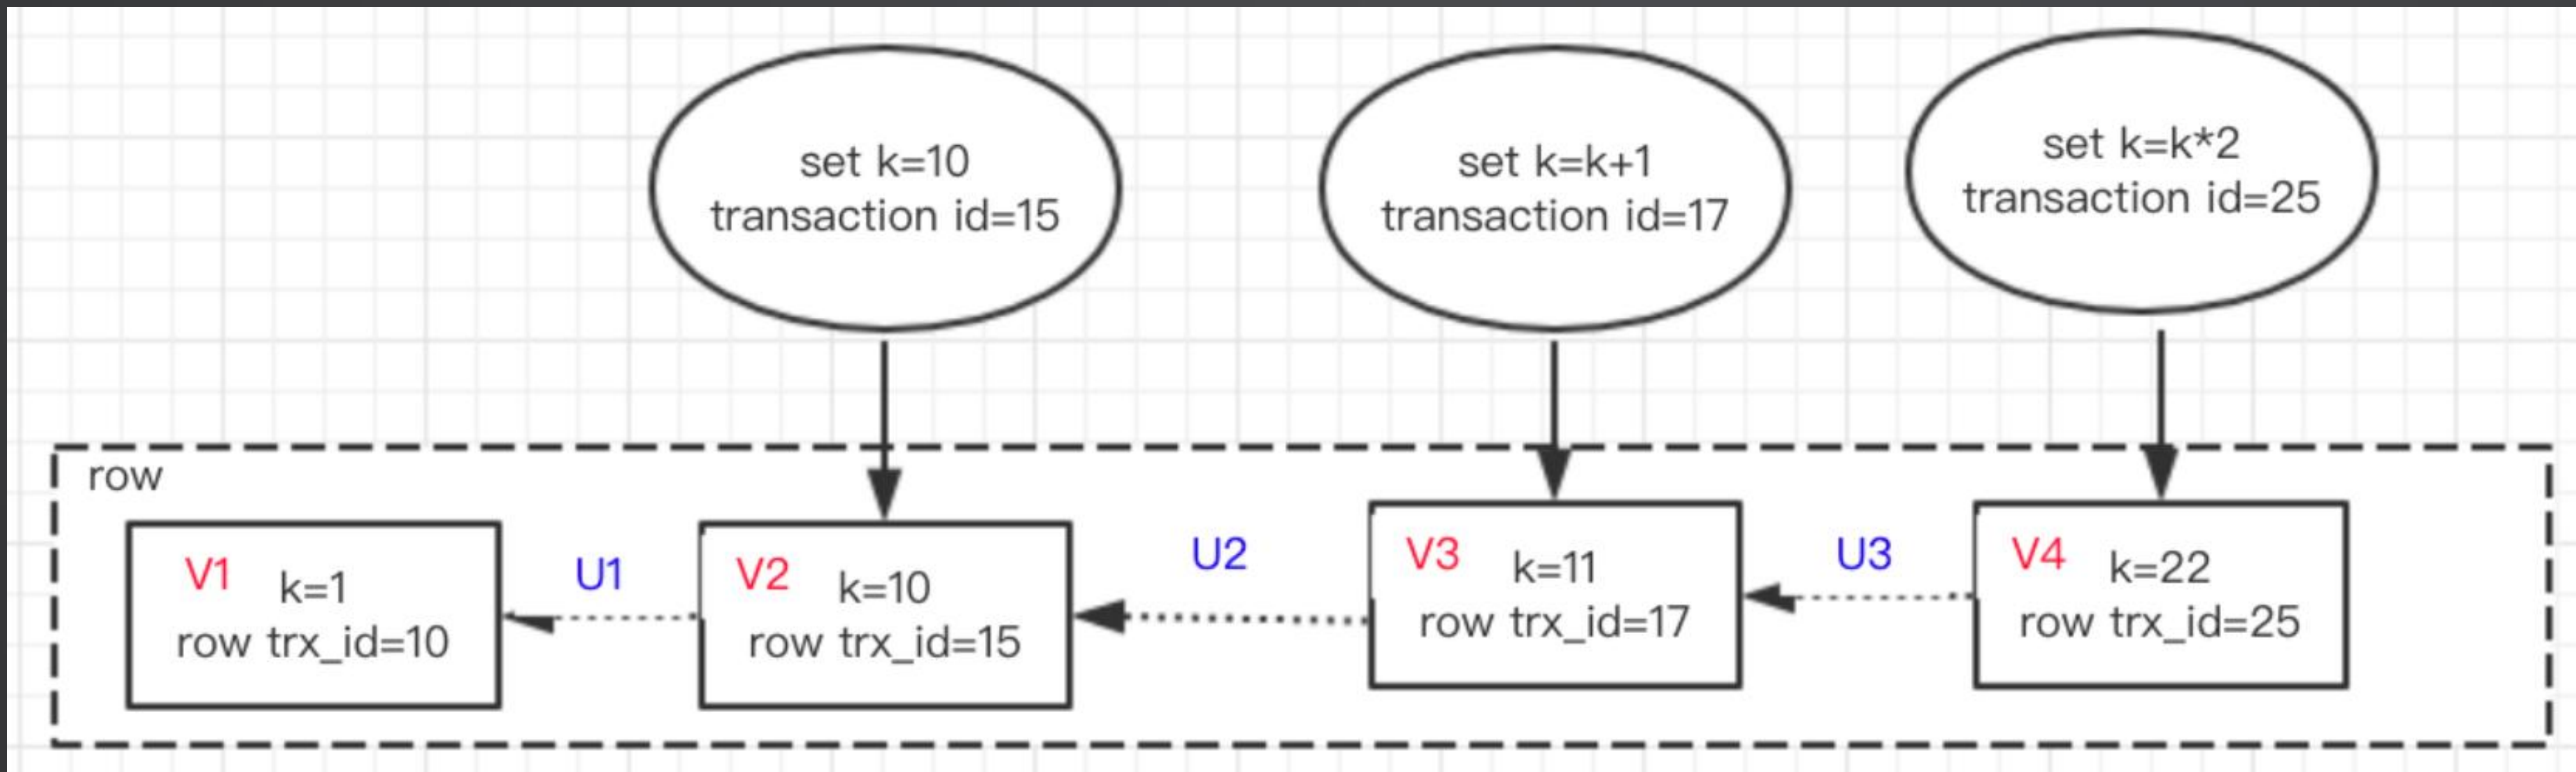 set k=10
transaction id=15
set k=k+1
transaction id=17
set k=k*2
transaction id=25
row
V1 k=1
row trx_id=10
U1
V2 k=10
row trx_id=15
U2
V3 k=11
row trx_id=17
U3
V4 k=22
row trx_id=25